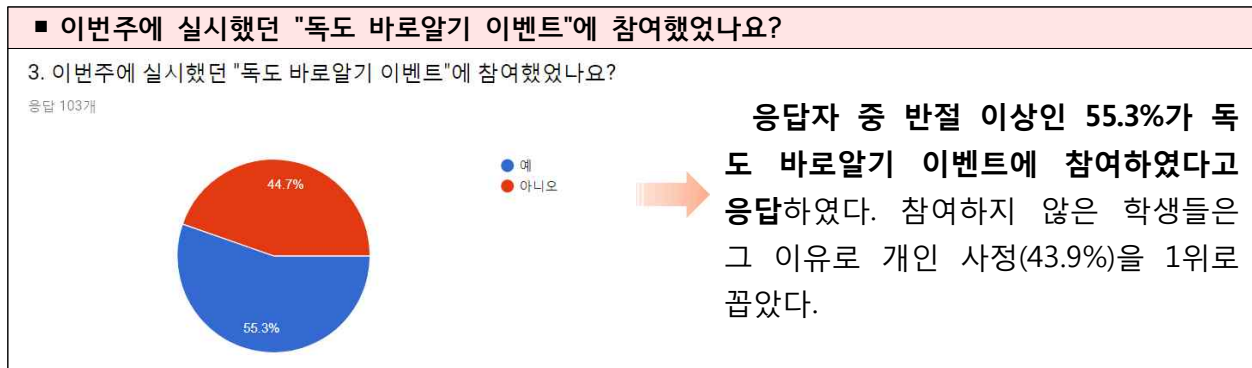 ▪ 이번주에 실시했던 "독도 바로알기 이벤트"에 참여했었나요?
3. 이번주에 실시했던 "독도 바로알기 이벤트"에 참여했었나요?
응답 103개
44.7%
55.3%
예
아니오
응답자 중 반절 이상인 55.3%가 독
도 바로알기 이벤트에 참여하였다고
응답하였다. 참여하지 않은 학생들은
그 이유로 개인 사정(43.9%)을 1위로
꼽았다.